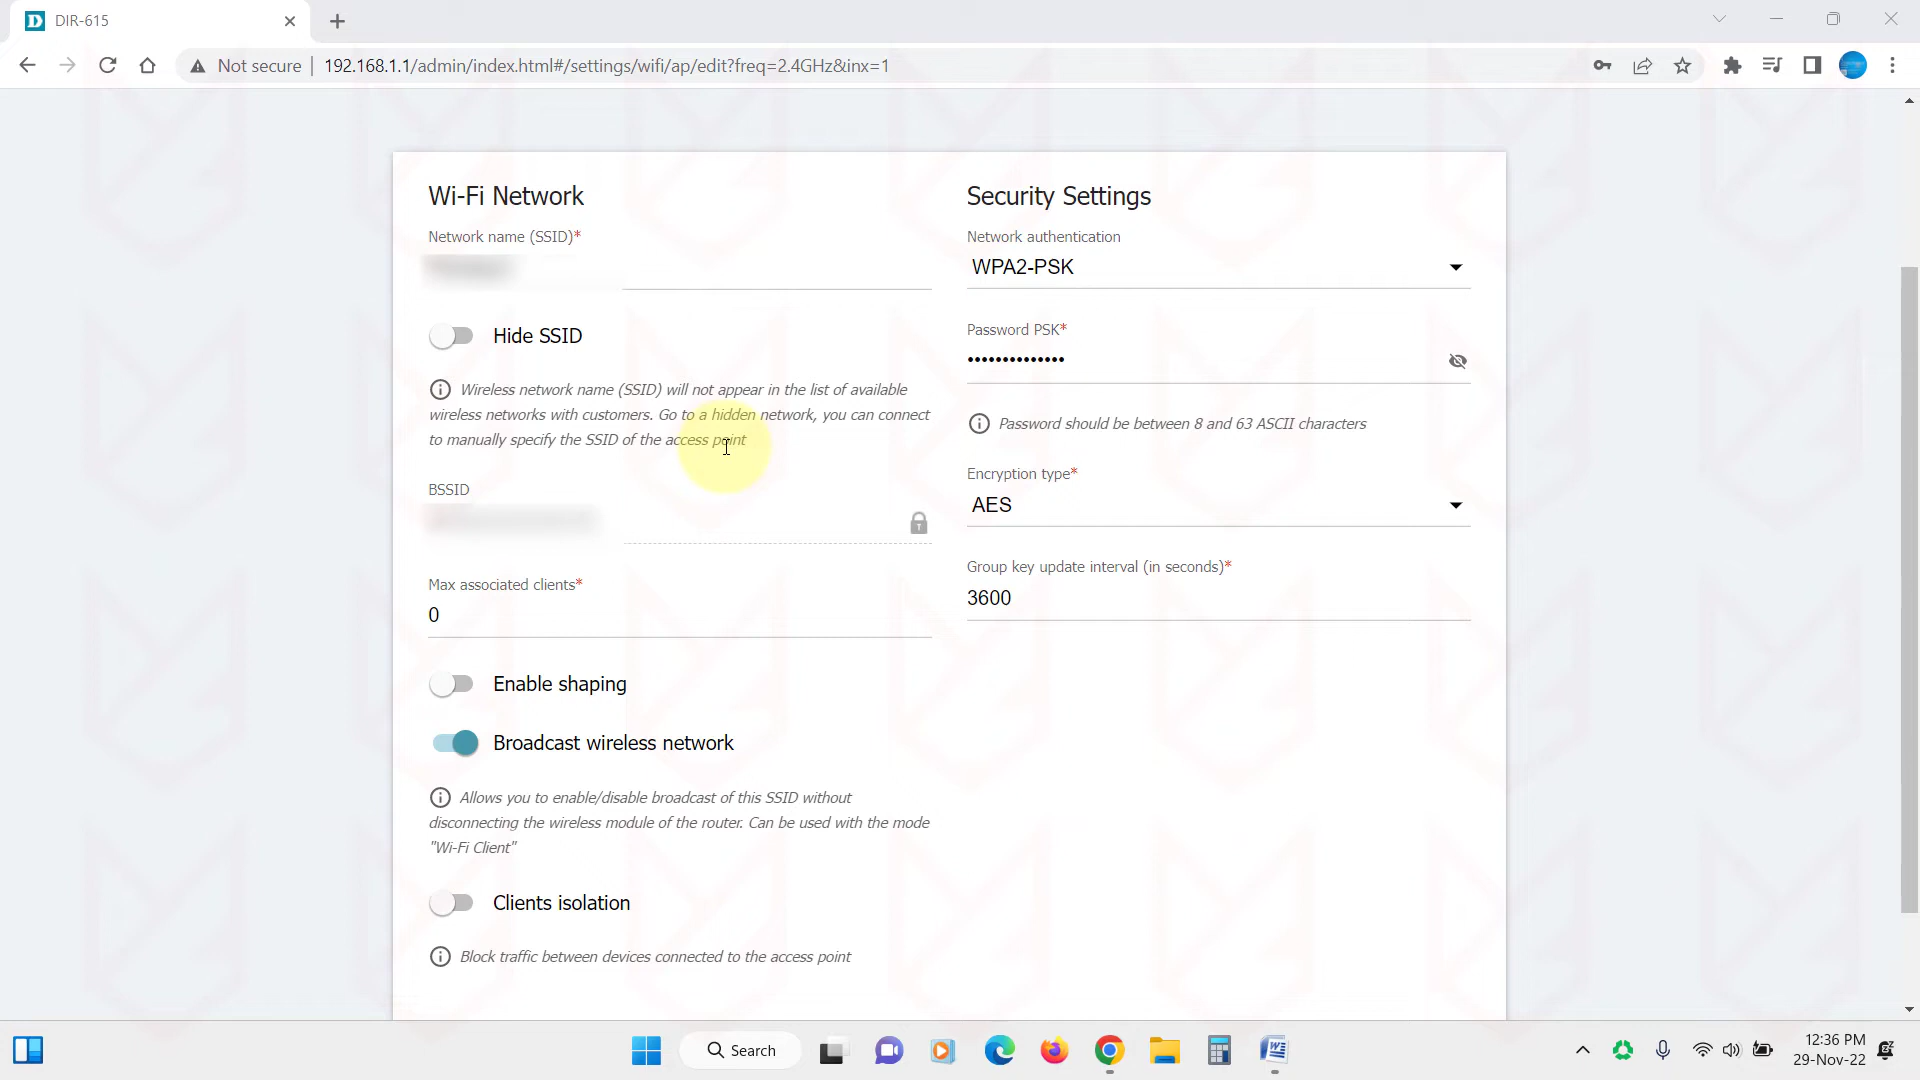 DIR-615
Not secure
192.168.1.1/admin/index.html#/settings/wifi/ap/edit?freq=2.4GHz&inx=1
Wi-Fi Network
Network name (SSID)*
Hide SSID
Wireless network name (SSID) will not appear in the list of available
wireless networks with customers. Go to a hidden network, you can connect
to manually specify the SSID of the access point
BSSID
Max associated clients*
0
Enable shaping
Broadcast wireless network
Allows you to enable/disable broadcast of this SSID without
disconnecting the wireless module of the router. Can be used with the mode
"Wi-Fi Client"
Clients isolation
Block traffic between devices connected to the access point
Security Settings
Network authentication
WPA2-PSK
Password PSK*
••••••••••••••
Password should be between 8 and 63 ASCII characters
Encryption type*
AES
Group key update interval (in seconds)*
3600
Search
12:36 PM
29-Nov-22